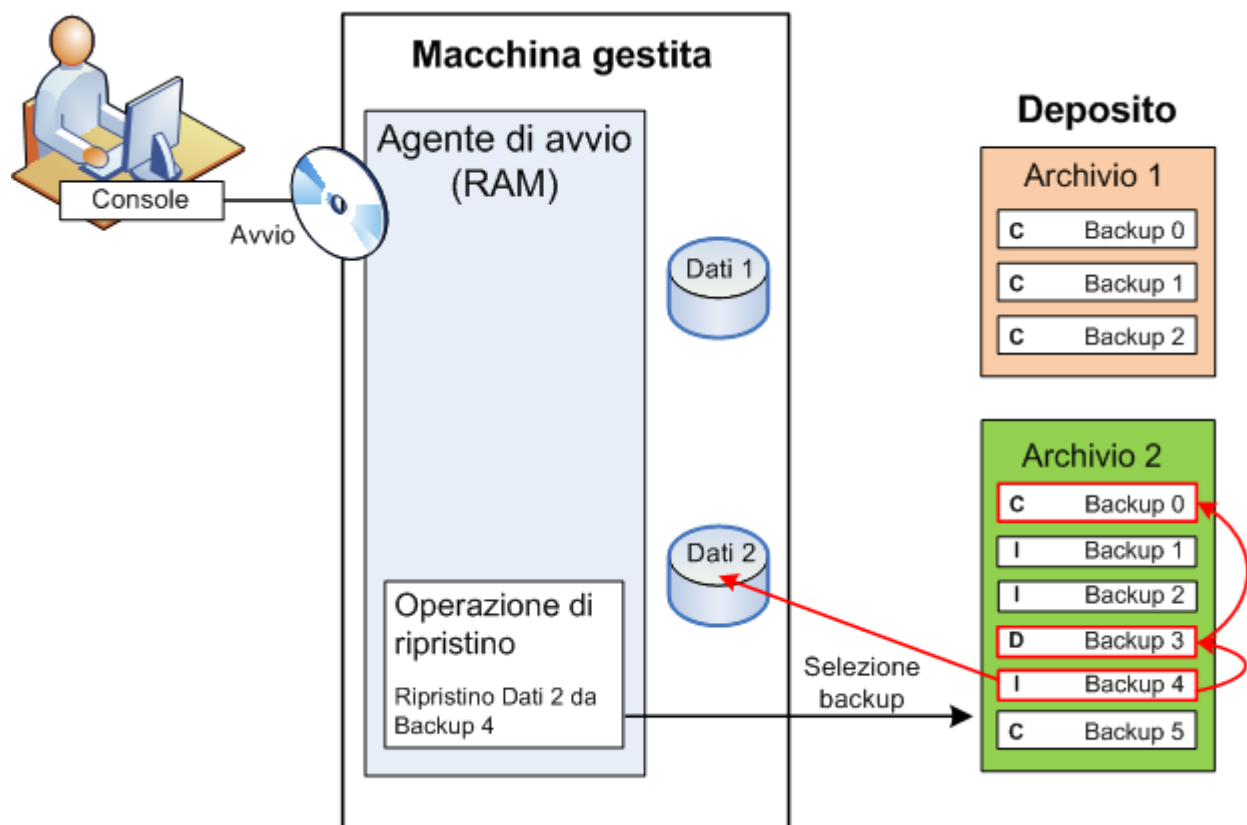 Console
Avvio
Macchina gestita
Agente di avvio
(RAM)
Dati 1
Dati 2
Operazione di
ripristino
Ripristino Dati 2 da
Backup 4
Selezione
backup
Deposito
Archivio 1
C Backup 0
C Backup 1
C Backup 2
Archivio 2
C Backup 0
I Backup 1
I Backup 2
D Backup 3
I Backup 4
C Backup 5